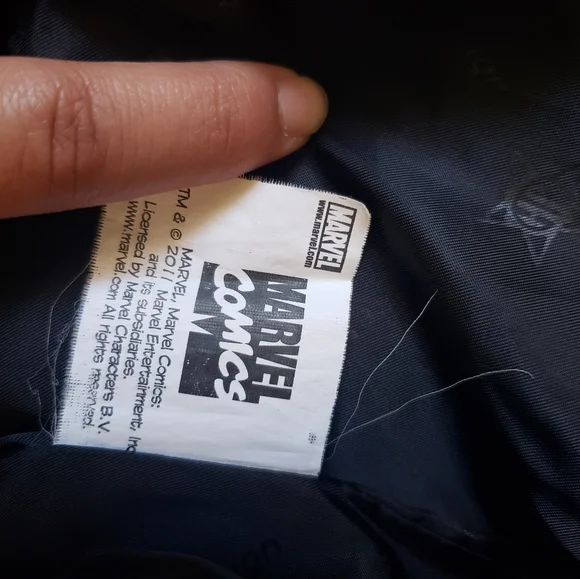 MARVEL
www.marvel.com
MARVEL
COMICS
TM & © 2011 MARVEL, Marvel Comics:
Marvel Entertainment, Inc
and its subsidiaries.
Licensed by Marvel Characters B.V.
www.marvel.com All rights reserved.